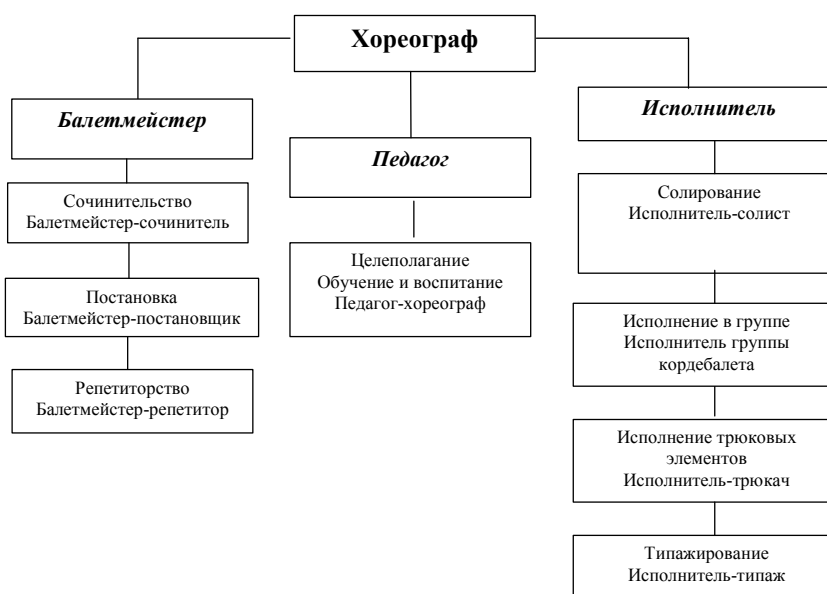 Хореограф
Балетмейстер
Сочинительство
Балетмейстер-сочинитель
Постановка
Балетмейстер-постановщик
Репетиторство
Балетмейстер-репетитор
Педагог
Целеполагание
Обучение и воспитание
Педагог-хореограф
Исполнитель
Солирование
Исполнитель-солист
Исполнение в группе
Исполнитель группы
кордебалета
Исполнение трюковых
элементов
Исполнитель-трюкач
Типажирование
Исполнитель-типаж